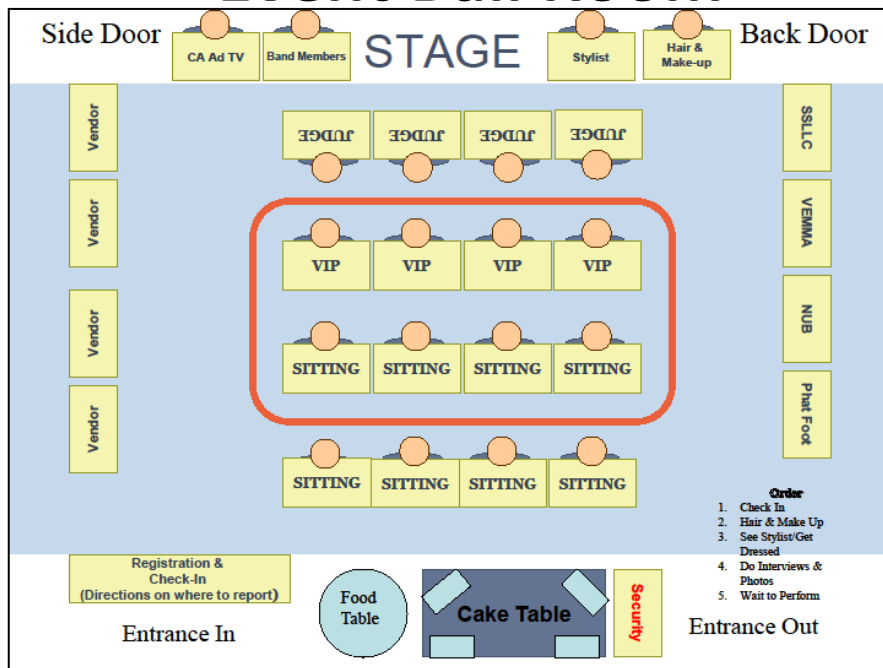 Side Door
CA Ad TV
Band Members
STAGE
Stylist
Hair &
Make-up
Back Door
Vendor
Vendor
Vendor
Vendor
JUDGE
JUDGE
JUDGE
JUDGE
VIP
VIP
VIP
VIP
SITTING
SITTING
SITTING
SITTING
SITTING
SITTING
SITTING
SITTING
SSLLC
VEMMA
NUB
Phat Foot
Order
1. Check In
2. Hair & Make Up
3. See Stylist/Get
Dressed
4. Do Interviews &
Photos
5. Wait to Perform
Registration &
Check-In
(Directions on where to report)
Entrance In
Food
Table
Cake Table
Security
Entrance Out